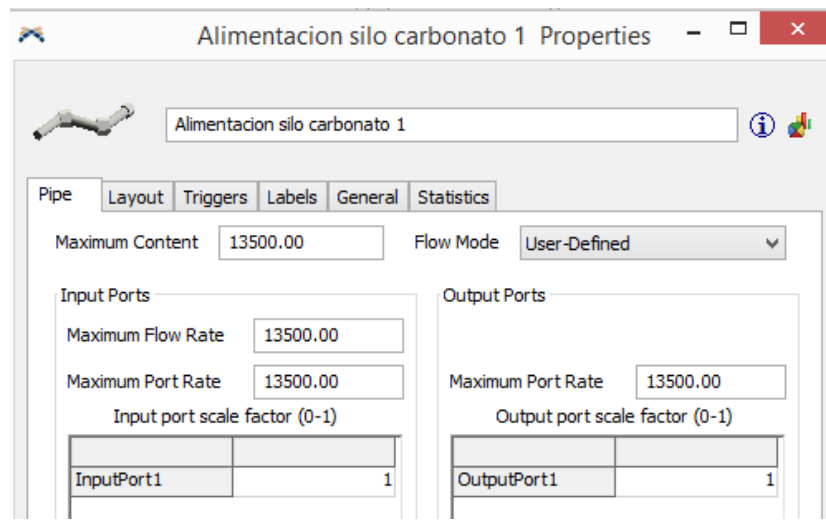 Alimentacion silo carbonato 1 Properties
Alimentacion silo carbonato 1
Pipe Layout Triggers Labels General Statistics
Maximum Content 13500.00 Flow Mode User-Defined
Input Ports Output Ports
Maximum Flow Rate 13500.00
Maximum Port Rate 13500.00 Maximum Port Rate 13500.00
Input port scale factor (0-1) Output port scale factor (0-1)
InputPort1 1 OutputPort1 1